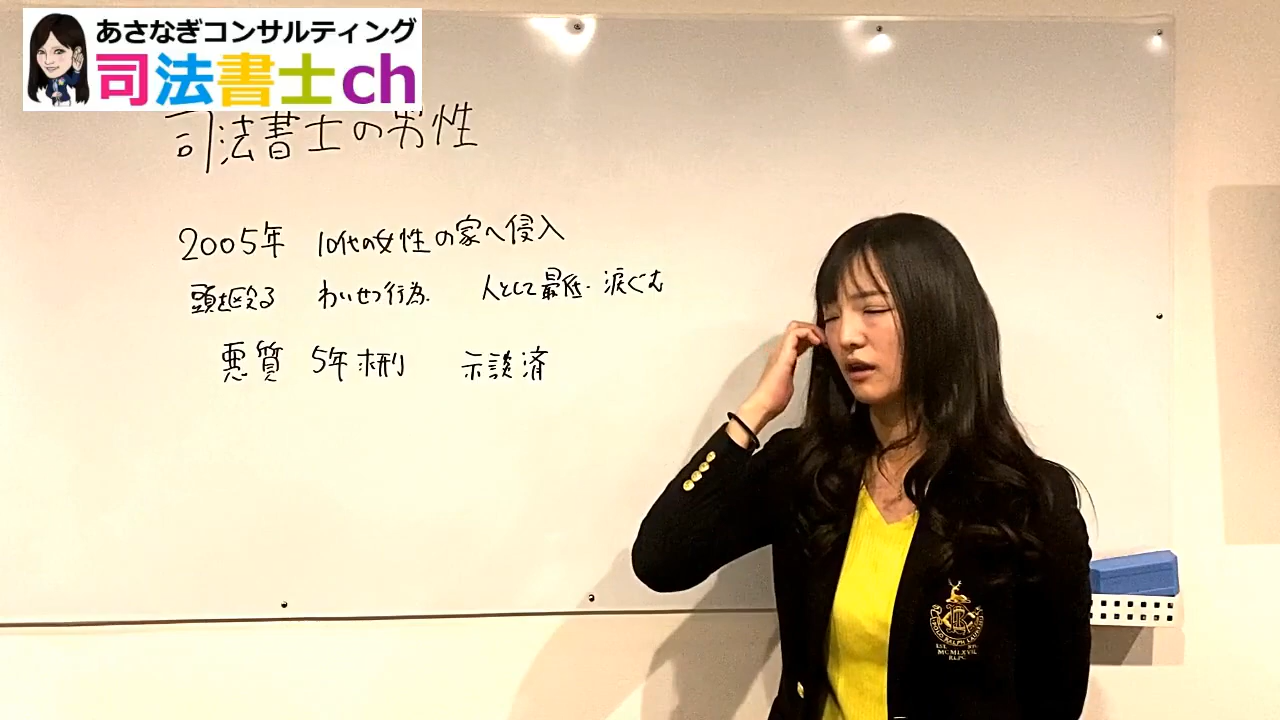 あさなぎコンサルティング
司法書士ch
司法書士の男性
2005年 10代の女性の家へ侵入
頭を殴る わいせつ行為. 人として最低. 涙ぐむ
悪質 5年求刑 示談済
MCMLXVII